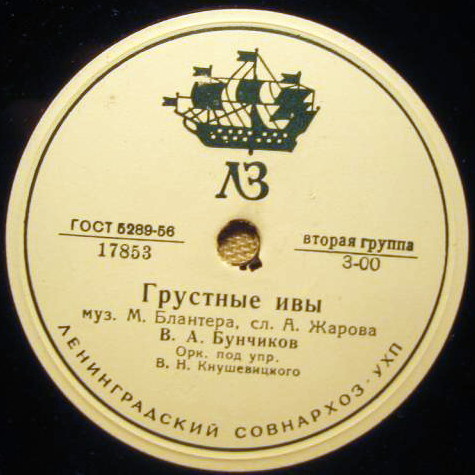 ЛЗ
ГОСТ 5289-56
17853
вторая группа
3-00
Грустные ивы
муз. М. Блантера, сл. А. Жарова
В. А. Бунчиков
Орк. под упр.
В. Н. Кнушевицкого
ЛЕНИНГРАДСКИЙ СОВНАРХОЗ · УХП